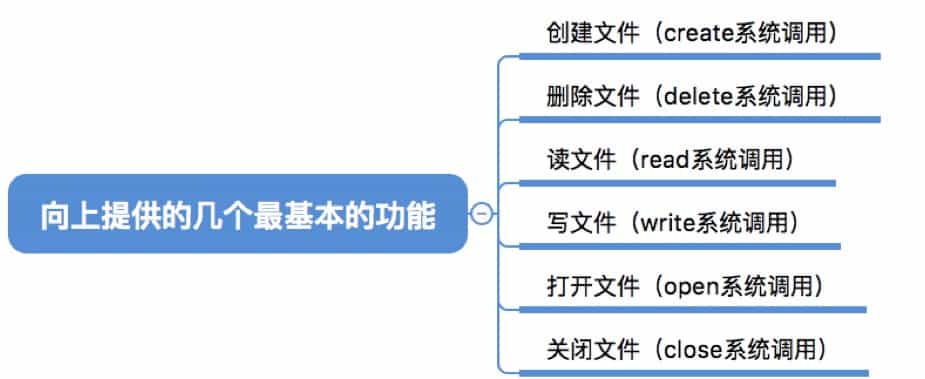 向上提供的几个最基本的功能
创建文件（create系统调用）
删除文件（delete系统调用）
读文件（read系统调用）
写文件（write系统调用）
打开文件（open系统调用）
关闭文件（close系统调用）